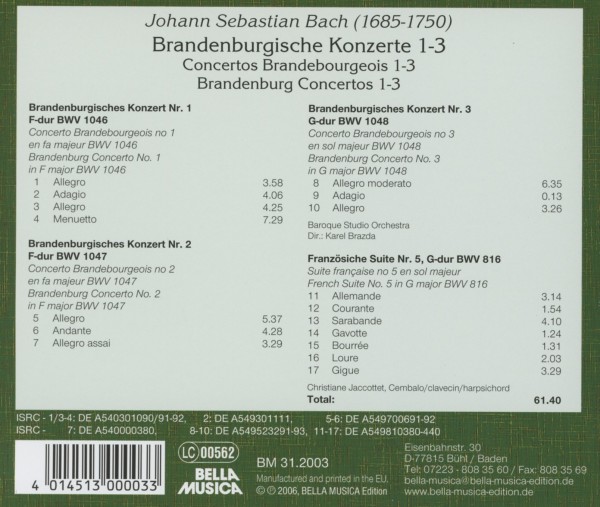 Johann Sebastian Bach (1685-1750)
Brandenburgische Konzerte 1-3
Concertos Brandebourgeois 1-3
Brandenburg Concertos 1-3
Brandenburgisches Konzert Nr. 1
F-dur BWV 1046
Concerto Brandebourgeois no 1
en fa majeur BWV 1046
Brandenburg Concerto No. 1
in F major BWV 1046
1 Allegro 3.58
2 Adagio 4.06
3 Allegro 4.25
4 Menuetto 7.29
Brandenburgisches Konzert Nr. 2
F-dur BWV 1047
Concerto Brandebourgeois no 2
en fa majeur BWV 1047
Brandenburg Concerto No. 2
in F major BWV 1047
5 Allegro 5.37
6 Andante 4.28
7 Allegro assai 3.29
Brandenburgisches Konzert Nr. 3
G-dur BWV 1048
Concerto Brandebourgeois no 3
en sol majeur BWV 1048
Brandenburg Concerto No. 3
in G major BWV 1048
8 Allegro moderato 6.35
9 Adagio 0.13
10 Allegro 3.26
Baroque Studio Orchestra
Dir.: Karel Brazda
Französiche Suite Nr. 5, G-dur BWV 816
Suite française no 5 en sol majeur
French Suite No. 5 in G major BWV 816
11 Allemande 3.14
12 Courante 1.54
13 Sarabande 4.10
14 Gavotte 1.24
15 Bourrée 1.31
16 Loure 2.03
17 Gigue 3.29
Christiane Jaccottet, Cembalo/clavecin/harpsichord
Total: 61.40
ISRC - 1/3-4: DE A540301090/91-92, 2: DE A549301111, 5-6: DE A549700691-92
ISRC - 7: DE A540000380, 8-10: DE A549523291-93, 11-17: DE A549810380-440
4 014513 000033
LC 00562
BELLA
MUSICA
BM 31.2003
Manufactured and printed in the EU.
© ℗ 2006, BELLA MUSICA Edition
Eisenbahnstr. 30
D-77815 Bühl / Baden
Tel: 07223 - 808 35 60 / Fax: 808 35 69
bella-musica@bella-musica-edition.de
www.bella-musica-edition.de